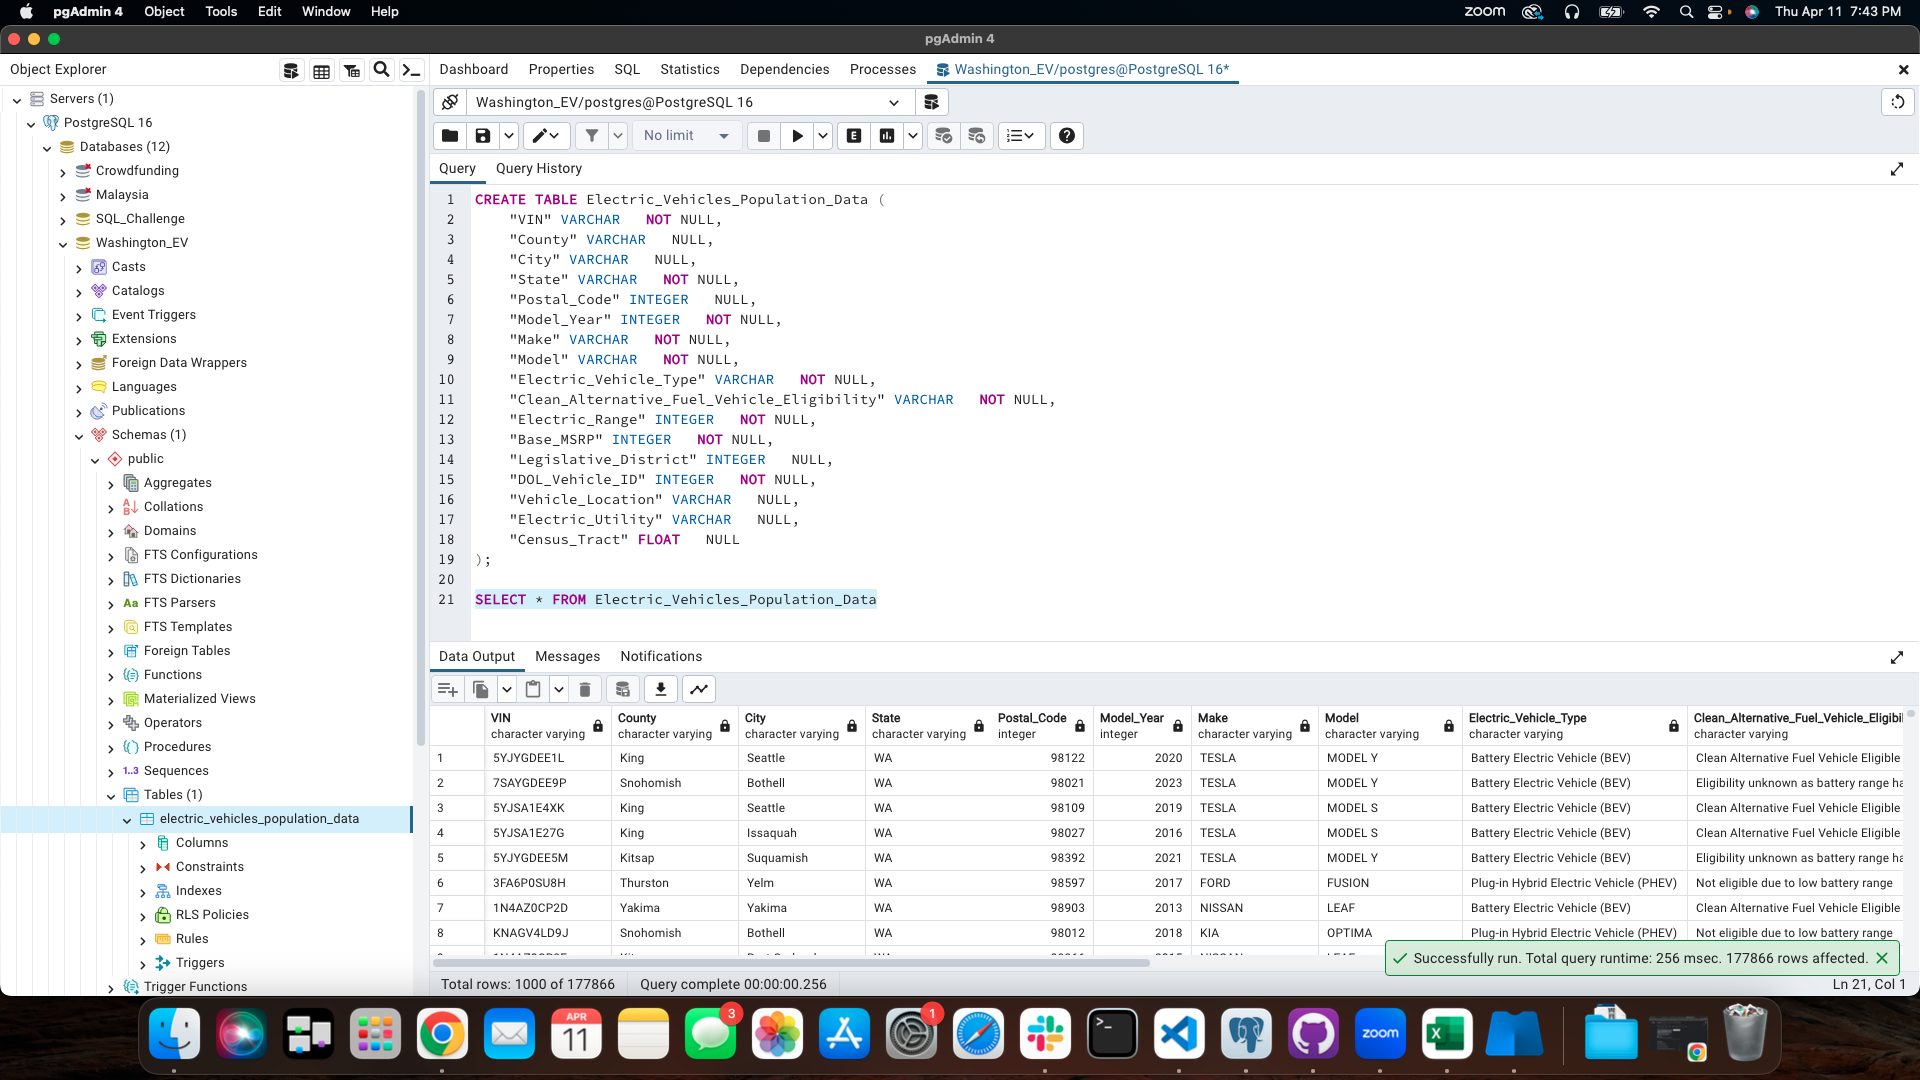 pgAdmin 4 Object Tools Edit Window Help zoom Thu Apr 11 7:43 PM
pgAdmin 4
Object Explorer
Dashboard Properties SQL Statistics Dependencies Processes Washington_EV/postgres@PostgreSQL 16*
Servers (1)
PostgreSQL 16
Databases (12)
Crowdfunding
Malaysia
SQL_Challenge
Washington_EV
Casts
Catalogs
Event Triggers
Extensions
Foreign Data Wrappers
Languages
Publications
Schemas (1)
public
Aggregates
Collations
Domains
FTS Configurations
FTS Dictionaries
Aa FTS Parsers
FTS Templates
Foreign Tables
Functions
Materialized Views
Operators
Procedures
1..3 Sequences
Tables (1)
electric_vehicles_population_data
Columns
Constraints
Indexes
RLS Policies
Rules
Triggers
Trigger Functions
Washington_EV/postgres@PostgreSQL 16
No limit E
Query Query History
1 CREATE TABLE Electric_Vehicles_Population_Data (
2 "VIN" VARCHAR NOT NULL,
3 "County" VARCHAR NULL,
4 "City" VARCHAR NULL,
5 "State" VARCHAR NOT NULL,
6 "Postal_Code" INTEGER NULL,
7 "Model_Year" INTEGER NOT NULL,
8 "Make" VARCHAR NOT NULL,
9 "Model" VARCHAR NOT NULL,
10 "Electric_Vehicle_Type" VARCHAR NOT NULL,
11 "Clean_Alternative_Fuel_Vehicle_Eligibility" VARCHAR NOT NULL,
12 "Electric_Range" INTEGER NOT NULL,
13 "Base_MSRP" INTEGER NOT NULL,
14 "Legislative_District" INTEGER NULL,
15 "DOL_Vehicle_ID" INTEGER NOT NULL,
16 "Vehicle_Location" VARCHAR NULL,
17 "Electric_Utility" VARCHAR NULL,
18 "Census_Tract" FLOAT NULL
19 );
20
21 SELECT * FROM Electric_Vehicles_Population_Data
Data Output Messages Notifications
VIN County City State Postal_Code Model_Year Make Model Electric_Vehicle_Type Clean_Alternative_Fuel_Vehicle_Eligibil
character varying character varying character varying character varying integer integer character varying character varying character varying character varying
1 5YJYGDEE1L King Seattle WA 98122 2020 TESLA MODEL Y Battery Electric Vehicle (BEV) Clean Alternative Fuel Vehicle Eligible
2 7SAYGDEE9P Snohomish Bothell WA 98021 2023 TESLA MODEL Y Battery Electric Vehicle (BEV) Eligibility unknown as battery range ha
3 5YJSA1E4XK King Seattle WA 98109 2019 TESLA MODEL S Battery Electric Vehicle (BEV) Clean Alternative Fuel Vehicle Eligible
4 5YJSA1E27G King Issaquah WA 98027 2016 TESLA MODEL S Battery Electric Vehicle (BEV) Clean Alternative Fuel Vehicle Eligible
5 5YJYGDEE5M Kitsap Suquamish WA 98392 2021 TESLA MODEL Y Battery Electric Vehicle (BEV) Eligibility unknown as battery range ha
6 3FA6P0SU8H Thurston Yelm WA 98597 2017 FORD FUSION Plug-in Hybrid Electric Vehicle (PHEV) Not eligible due to low battery range
7 1N4AZ0CP2D Yakima Yakima WA 98903 2013 NISSAN LEAF Battery Electric Vehicle (BEV) Clean Alternative Fuel Vehicle Eligible
8 KNAGV4LD9J Snohomish Bothell WA 98012 2018 KIA OPTIMA Plug-in Hybrid Electric Vehicle (PHEV) Not eligible due to low battery range
Successfully run. Total query runtime: 256 msec. 177866 rows affected.
Total rows: 1000 of 177866 Query complete 00:00:00.256 Ln 21, Col 1
APR 11 3 1 zoom